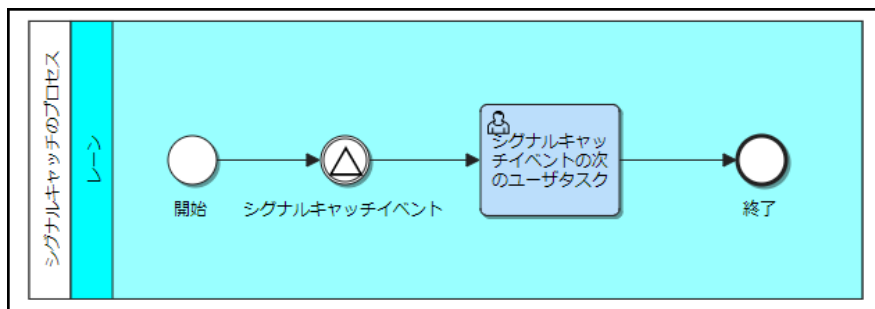 シグナルキャッチのプロセス
レーン
開始
シグナルキャッチイベント
シグナルキャッ
チイベントの次
のユーザタスク
終了